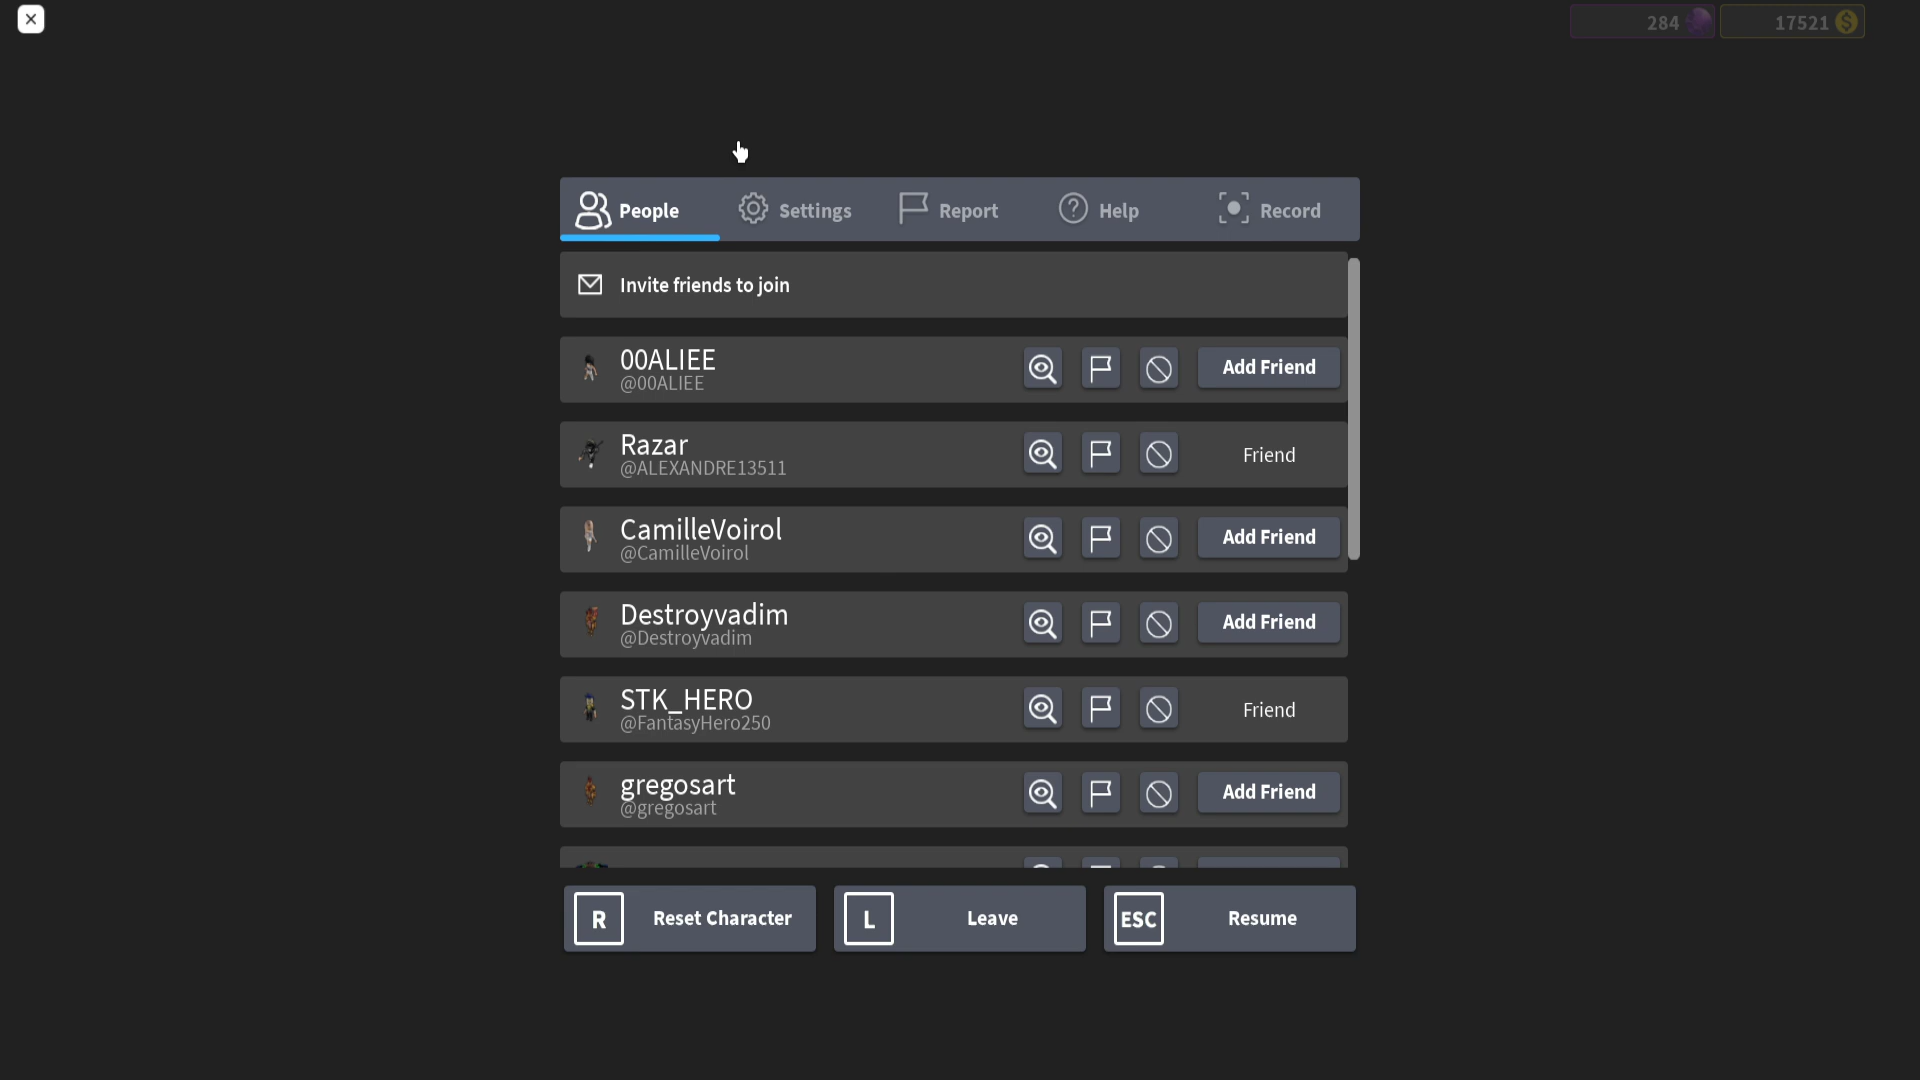 284
17521
People
Settings
Report
Help
Record
Invite friends to join
00ALIEE
@00ALIEE
Add Friend
Razar
@ALEXANDRE13511
Friend
CamilleVoirol
@CamilleVoirol
Add Friend
Destroyvadim
@Destroyvadim
Add Friend
STK_HERO
@FantasyHero250
Friend
gregosart
@gregosart
Add Friend
R Reset Character
L Leave
ESC Resume